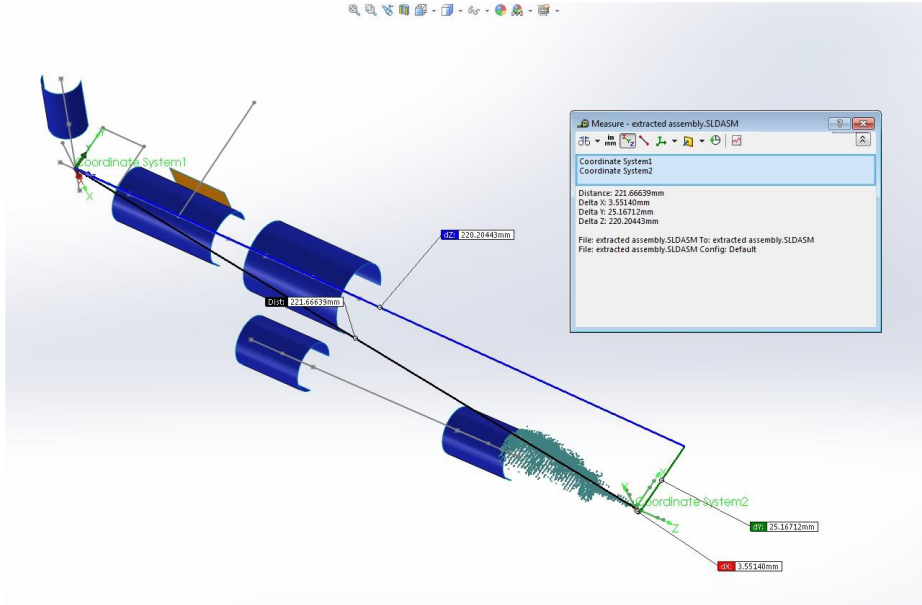 Measure - extracted assembly.SLDASM
in
mm
Coordinate System1
Coordinate System2
Distance: 221.66639mm
Delta X: 3.55140mm
Delta Y: 25.16712mm
Delta Z: 220.20443mm
File: extracted assembly.SLDASM To: extracted assembly.SLDASM
File: extracted assembly.SLDASM Config: Default
Y
Coordinate System1
Z
X
dZ: 220.20443mm
Dist: 221.66639mm
Y
X
Coordinate System2
Z
dY: 25.16712mm
dX: 3.55140mm